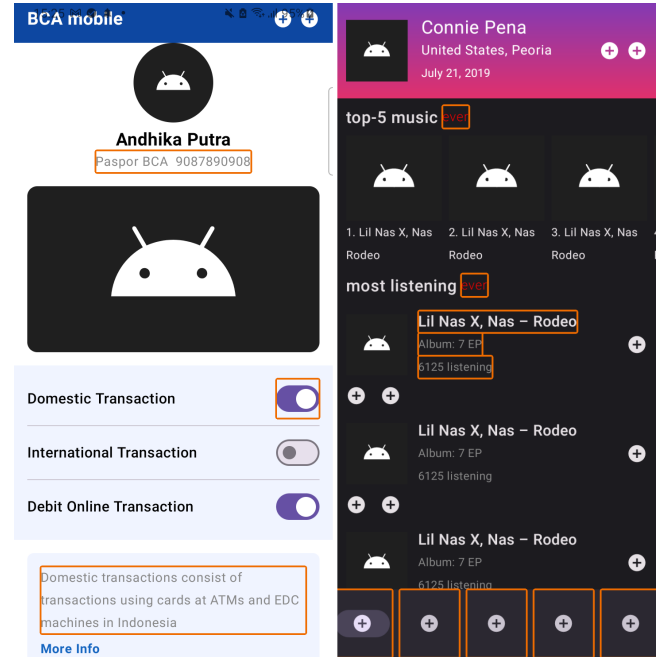 BCA mobile
Andhika Putra
Paspor BCA 9087890908
Domestic Transaction
International Transaction
Debit Online Transaction
Domestic transactions consist of
transactions using cards at ATMs and EDC
machines in Indonesia
More Info
Connie Pena
United States, Peoria
July 21, 2019
top-5 music ever
1. Lil Nas X, Nas
Rodeo
2. Lil Nas X, Nas
Rodeo
3. Lil Nas X, Nas
Rodeo
most listening ever
Lil Nas X, Nas – Rodeo
Album: 7 EP
6125 listening
Lil Nas X, Nas – Rodeo
Album: 7 EP
6125 listening
Lil Nas X, Nas – Rodeo
Album: 7 EP
6125 listening